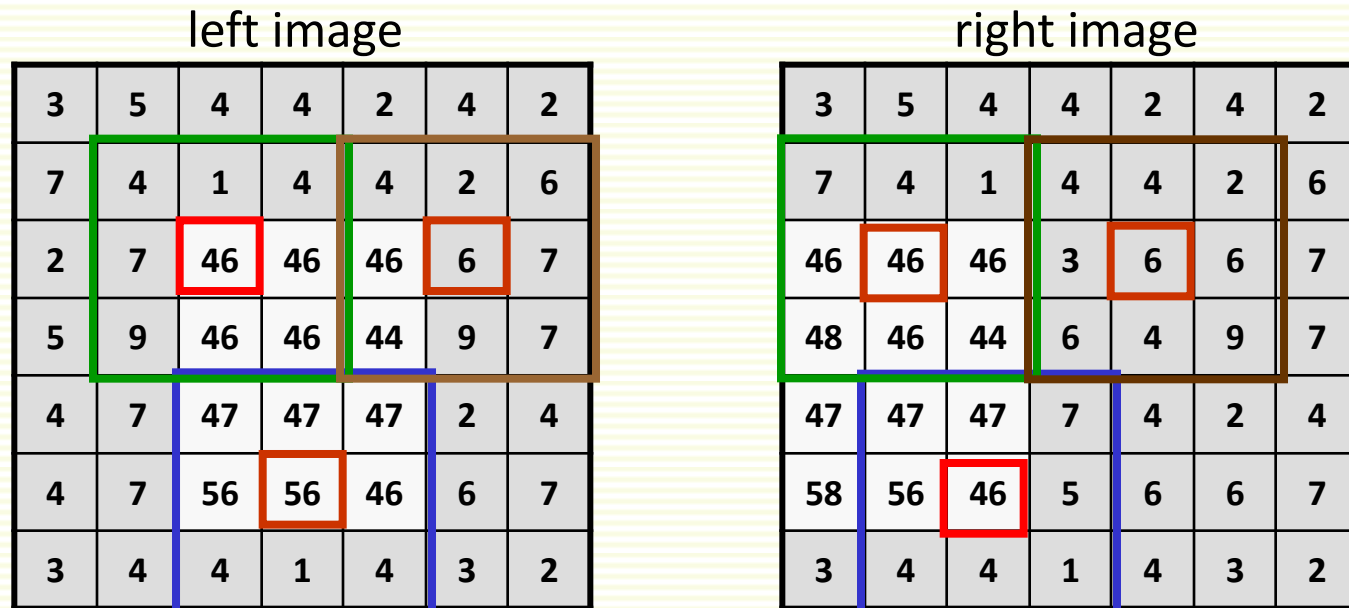 left image right image
3 5 4 4 2 4 2 3 5 4 4 2 4 2
7 4 1 4 4 2 6 7 4 1 4 4 2 6
2 7 46 46 46 6 7 46 46 46 3 6 6 7
5 9 46 46 44 9 7 48 46 44 6 4 9 7
4 7 47 47 47 2 4 47 47 47 7 4 2 4
4 7 56 56 46 6 7 58 56 46 5 6 6 7
3 4 4 1 4 3 2 3 4 4 1 4 3 2